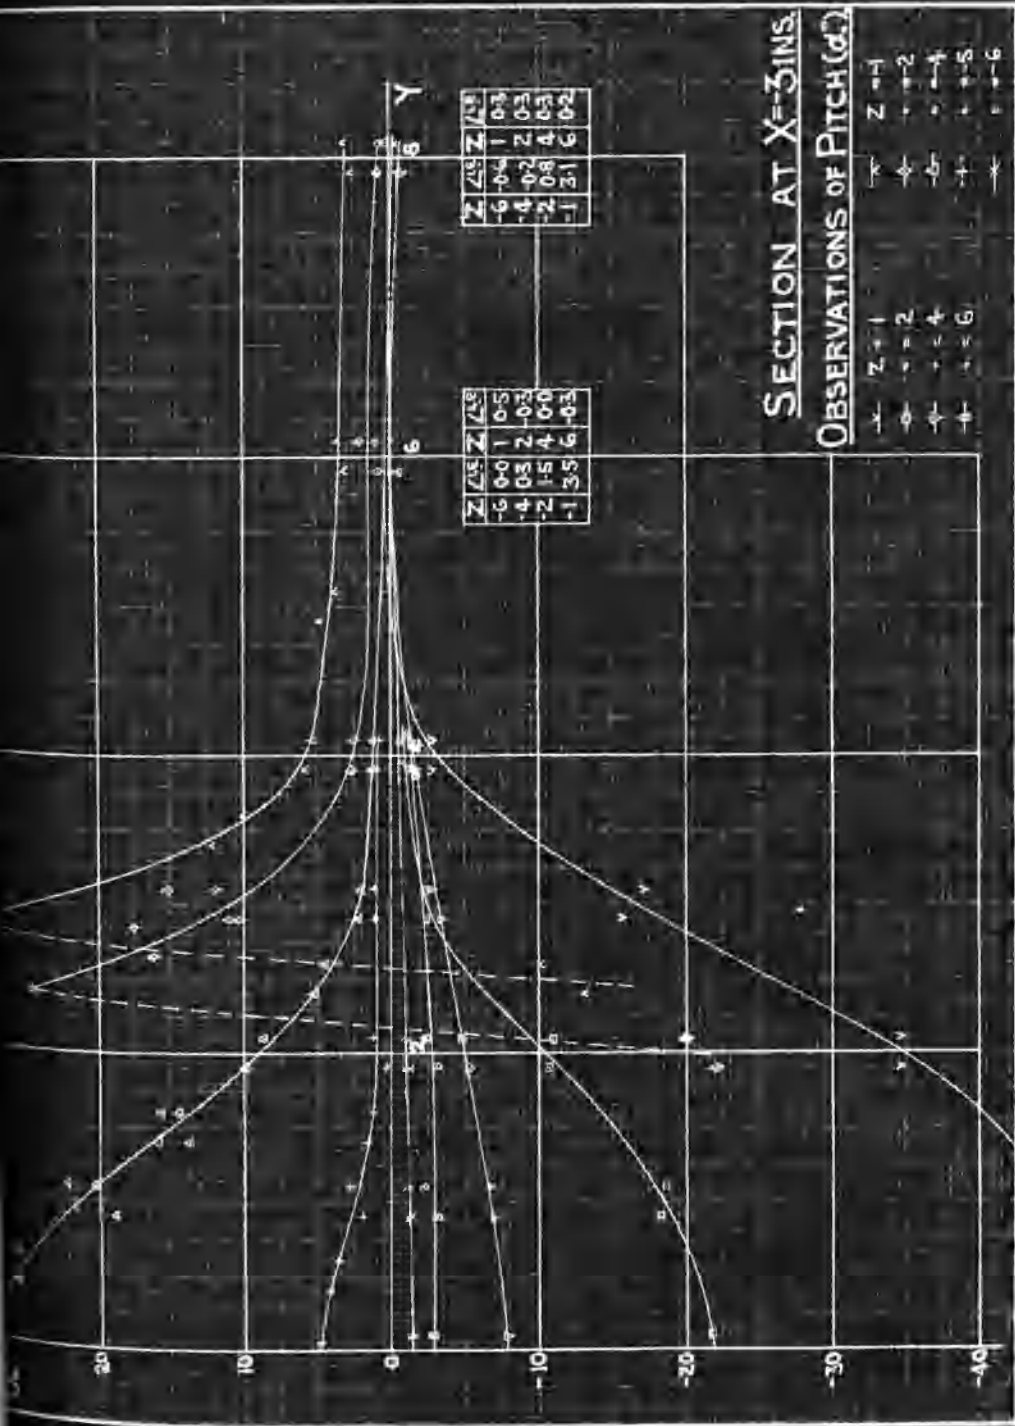 20
10
0
2
6
8
Y
-10
-20
-30
-40
Z Z
-6 0.0 1 0.5
-4 0.3 2 -0.3
-2 1.5 4 0.0
-1 3.5 6 -0.3
Z Z
-6 -0.6 1 0.3
-4 -0.2 2 0.3
-2 0.8 4 0.3
-1 3.1 6 0.2
SECTION AT X=-3 INS.
OBSERVATIONS OF PITCH (α.)
Z = 1
" = 2
" = 4
" = 6
Z = -1
" = -2
" = -4
" = -5
" = -6